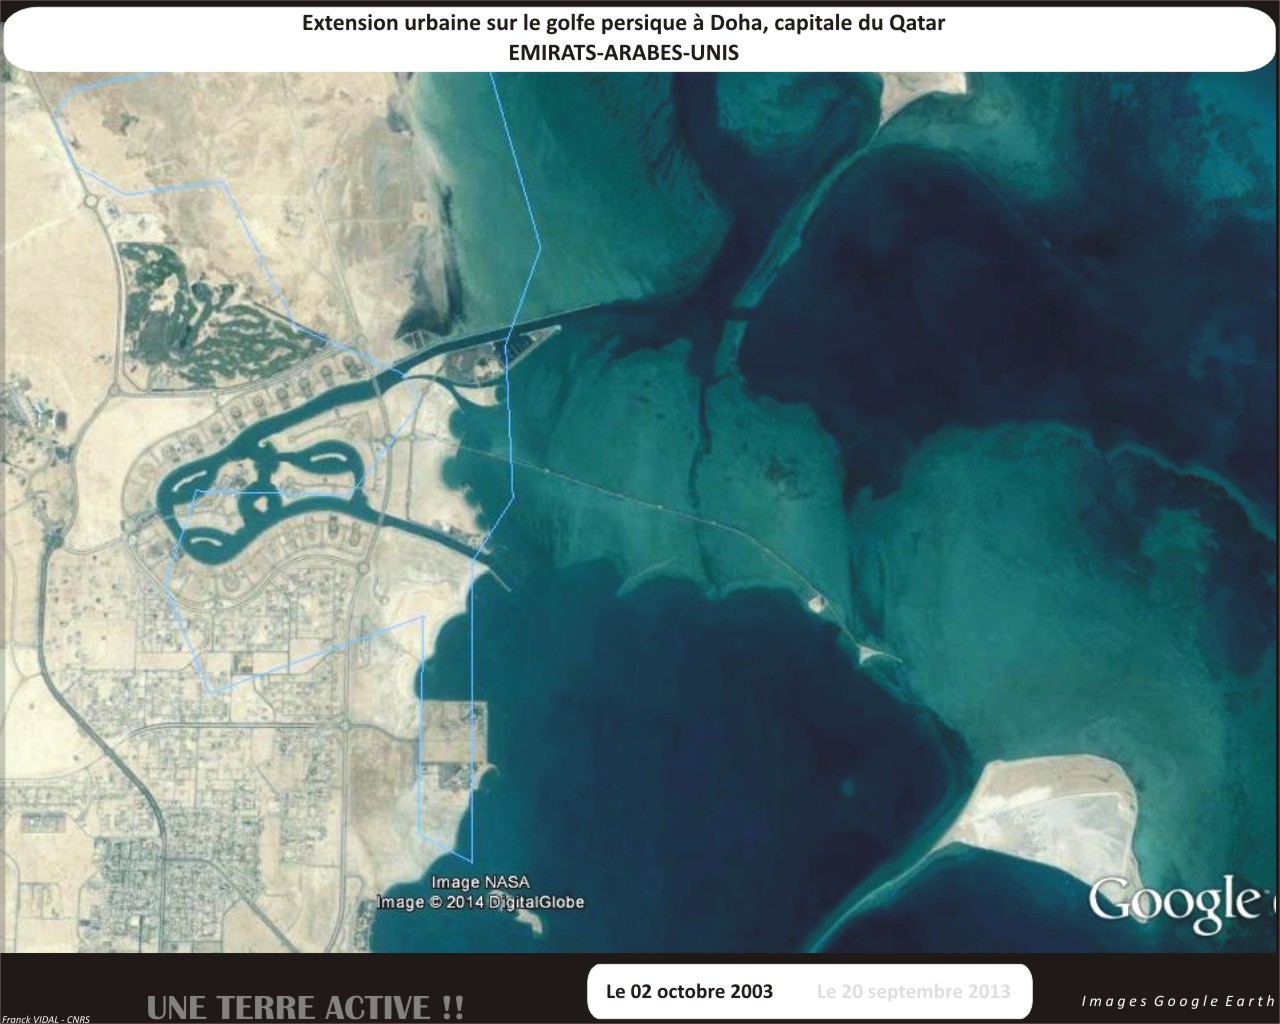 Extension urbaine sur le golfe persique à Doha, capitale du Qatar
EMIRATS-ARABES-UNIS
Image NASA
Image © 2014 DigitalGlobe
Google
UNE TERRE ACTIVE !!
Le 02 octobre 2003 Le 20 septembre 2013
Images Google Earth
Franck VIDAL - CNRS